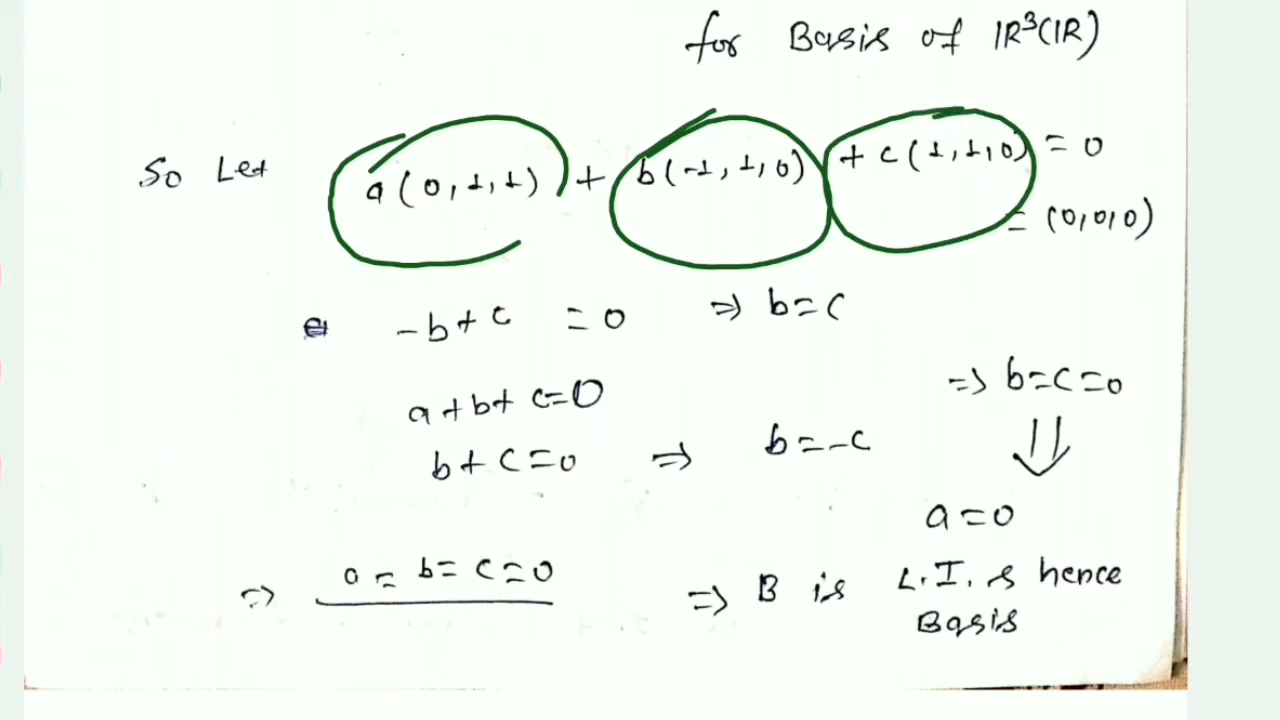 for Basis of IR³(IR)
So Let a(0,1,1) + b(-1,1,0) + c(1,1,0) = 0
= (0,0,0)
-b+c = 0 ⇒ b=c
a+b+c=0 ⇒ b=c=0
b+c=0 ⇒ b=-c ⇓
a=0
⇒ a = b = c = 0 ⇒ B is L.I. & hence
Basis